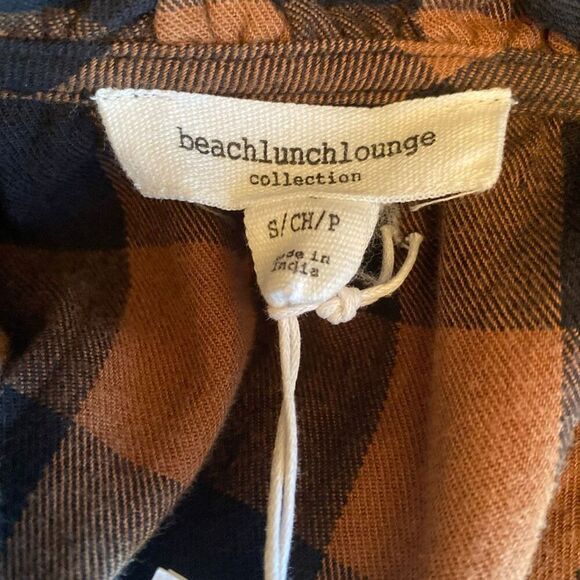 beachlunchlounge
collection
S/CH/P
made in
India